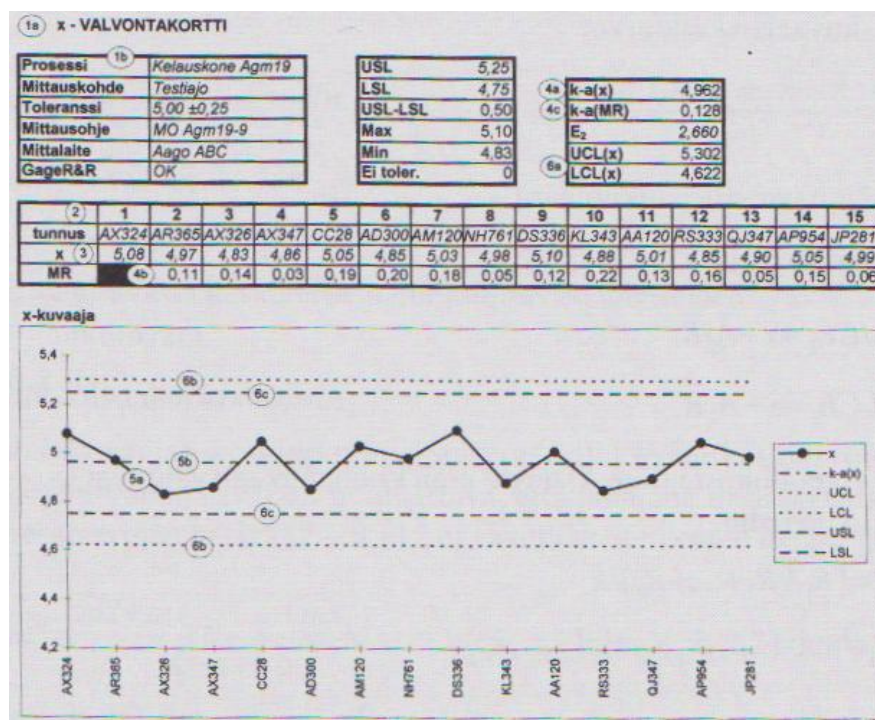 1a x - VALVONTAKORTTI
1b
Prosessi Kelauskone Agm19
Mittauskohde Testiajo
Toleranssi 5,00 ±0,25
Mittausohje MO Agm19-9
Mittalaite Aago ABC
GageR&R OK
USL 5,25
LSL 4,75
USL-LSL 0,50
Max 5,10
Min 4,83
Ei toler. 0
4a k-a(x) 4,962
4c k-a(MR) 0,128
E₂ 2,660
UCL(x) 5,302
6a LCL(x) 4,622
2 1 2 3 4 5 6 7 8 9 10 11 12 13 14 15
tunnus AX324 AR365 AX326 AX347 CC28 AD300 AM120 NH761 DS336 KL343 AA120 RS333 QJ347 AP954 JP281
x 3 5,08 4,97 4,83 4,86 5,05 4,85 5,03 4,98 5,10 4,88 5,01 4,85 4,90 5,05 4,99
MR 4b 0,11 0,14 0,03 0,19 0,20 0,18 0,05 0,12 0,22 0,13 0,16 0,05 0,15 0,06
x-kuvaaja
5,4
6b
5,2
6c
5
5b
5a
4,8
6c
4,6
6b
4,4
4,2
x
k-a(x)
UCL
LCL
USL
LSL
AX324 AR365 AX326 AX347 CC28 AD300 AM120 NH761 DS336 KL343 AA120 RS333 QJ347 AP954 JP281